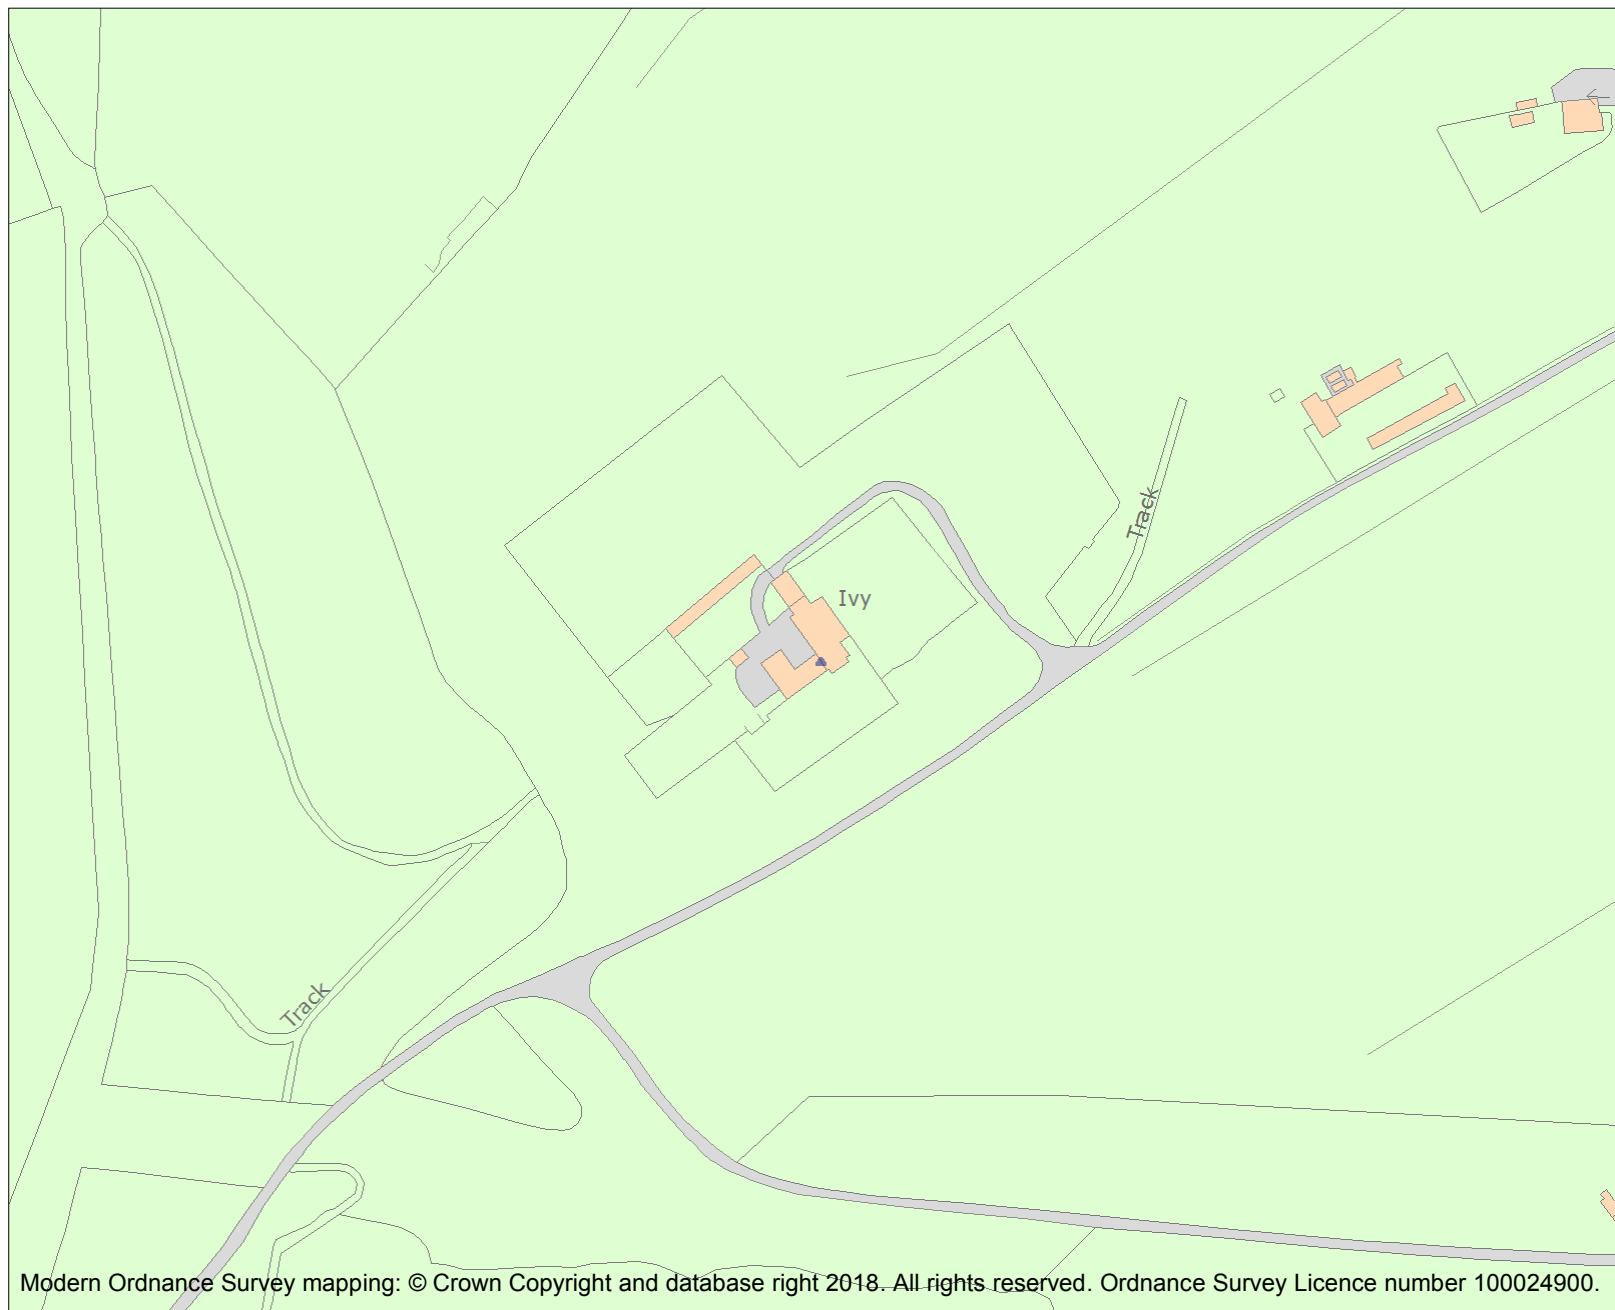 Track
Ivy
Track
Modern Ordnance Survey mapping: © Crown Copyright and database right 2018. All rights reserved. Ordnance Survey Licence number 100024900.